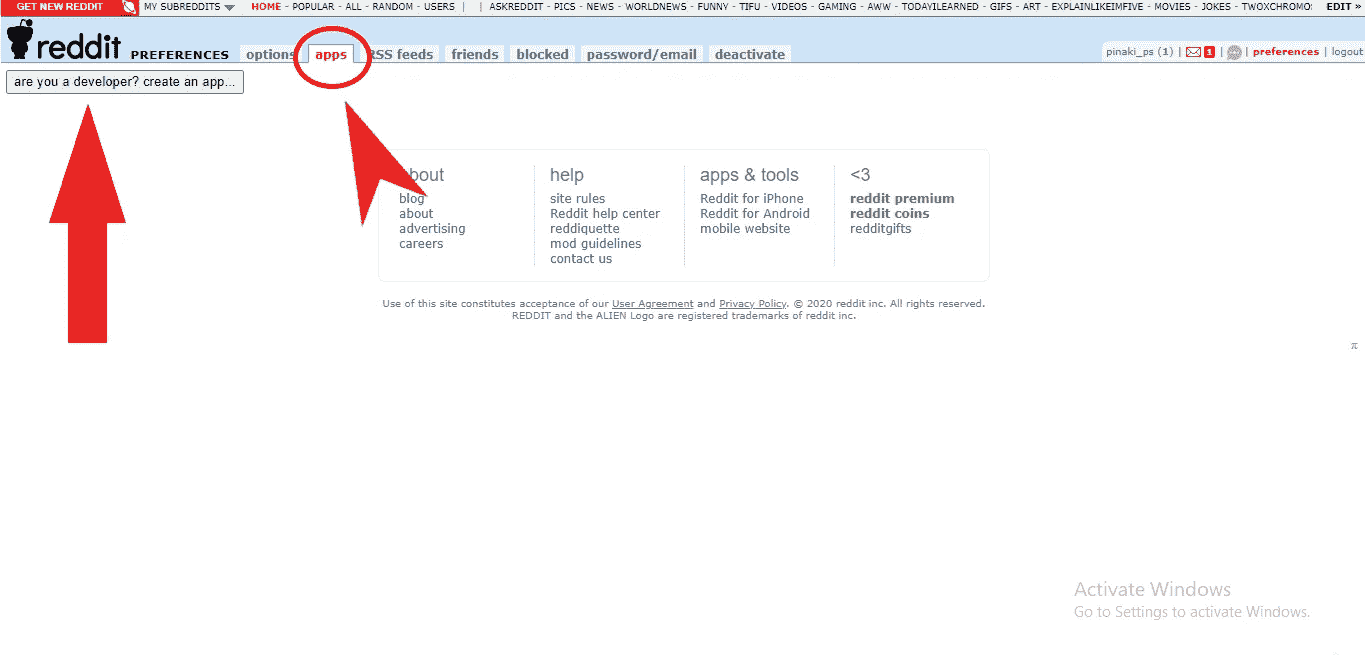 GET NEW REDDIT MY SUBREDDITS HOME - POPULAR - ALL - RANDOM - USERS | | ASKREDDIT - PICS - NEWS - WORLDNEWS - FUNNY - TIFU - VIDEOS - GAMING - AWW - TODAYILEARNED - GIFS - ART - EXPLAINLIKEIMFIVE - MOVIES - JOKES - TWOXCHROMO EDIT »
reddit PREFERENCES options apps RSS feeds friends blocked password/email deactivate pinaki_ps (1) | 1 | | preferences | logout
are you a developer? create an app...
about help apps & tools <3
blog site rules Reddit for iPhone reddit premium
about Reddit help center Reddit for Android reddit coins
advertising reddiquette mobile website redditgifts
careers mod guidelines
contact us
Use of this site constitutes acceptance of our User Agreement and Privacy Policy. © 2020 reddit inc. All rights reserved.
REDDIT and the ALIEN Logo are registered trademarks of reddit inc.
π
Activate Windows
Go to Settings to activate Windows.